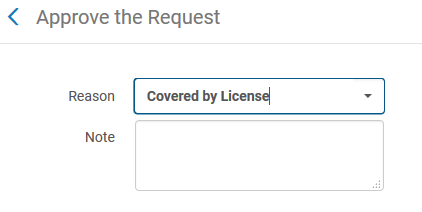 Approve the Request
Reason Covered by License
Note